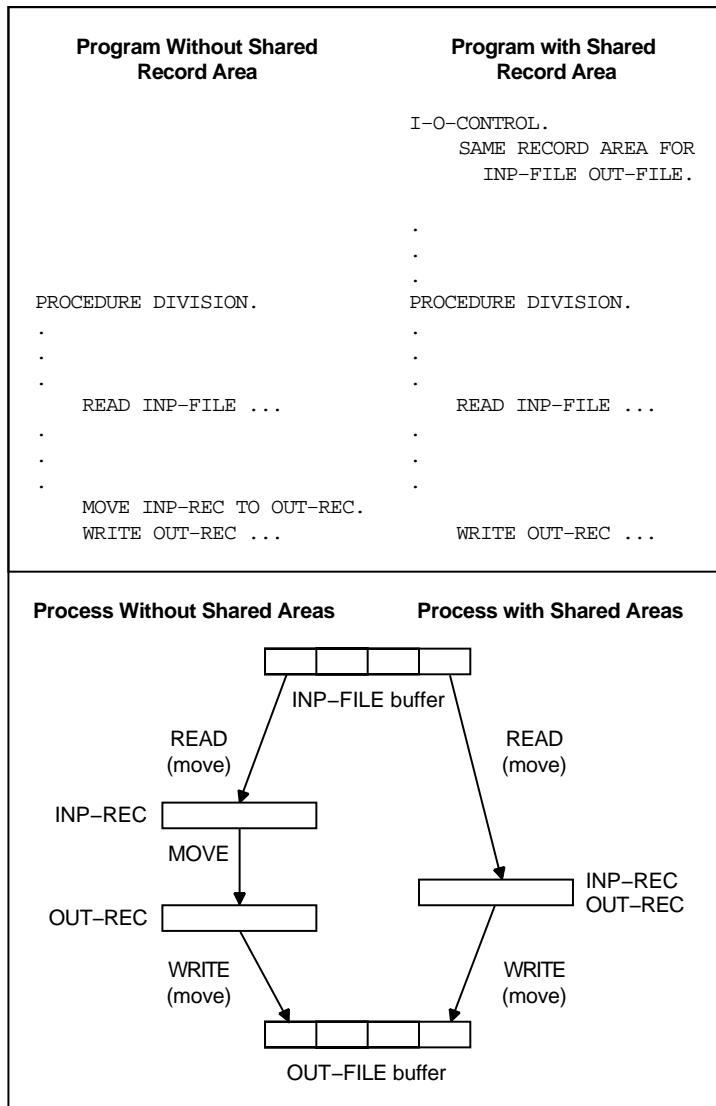 Program Without Shared
Record Area
Program with Shared
Record Area
I−O−CONTROL.
SAME RECORD AREA FOR
INP−FILE OUT−FILE.
.
.
.
PROCEDURE DIVISION.
PROCEDURE DIVISION.
.
.
.
.
.
.
READ INP−FILE ...
READ INP−FILE ...
.
.
.
.
.
.
MOVE INP−REC TO OUT−REC.
WRITE OUT−REC ...
WRITE OUT−REC ...
Process Without Shared Areas
Process with Shared Areas
INP−FILE buffer
READ
(move)
READ
(move)
INP−REC
MOVE
INP−REC
OUT−REC
OUT−REC
WRITE
(move)
WRITE
(move)
OUT−FILE buffer